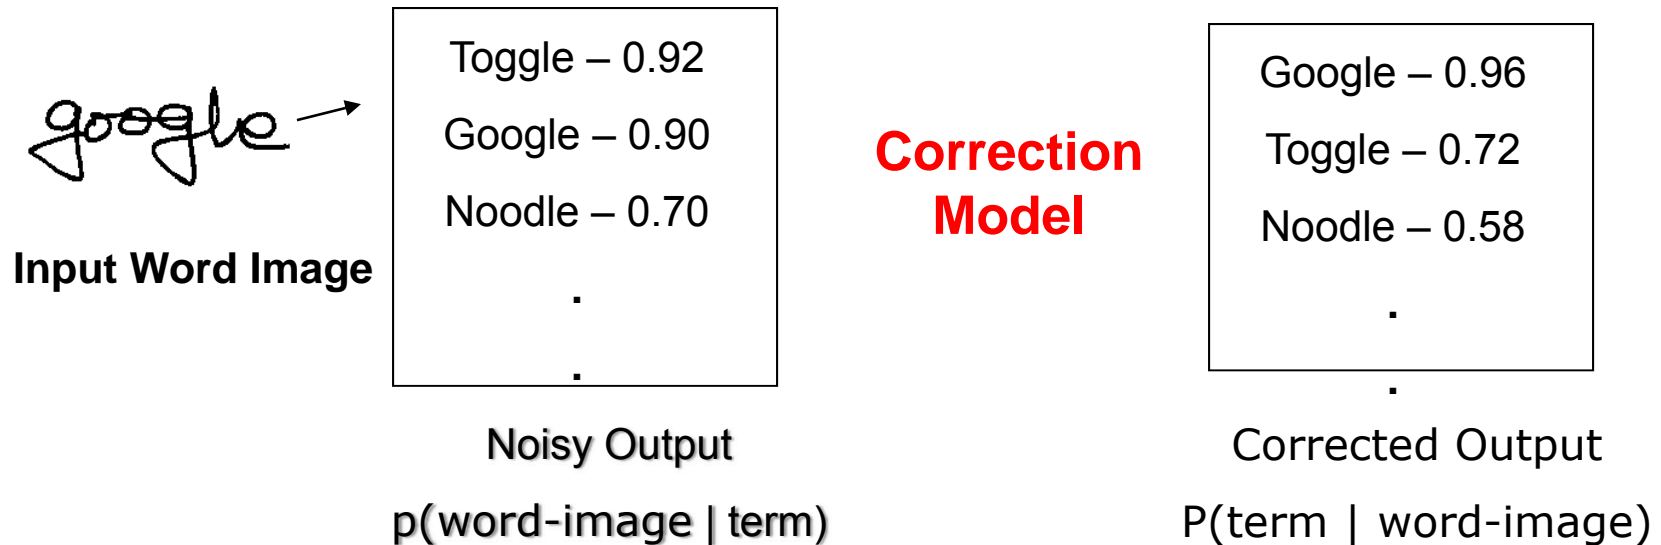 google
Input Word Image
Toggle – 0.92
Google – 0.90
Noodle – 0.70
.
.
Noisy Output
p(word-image | term)
Correction
Model
Google – 0.96
Toggle – 0.72
Noodle – 0.58
.
.
Corrected Output
P(term | word-image)